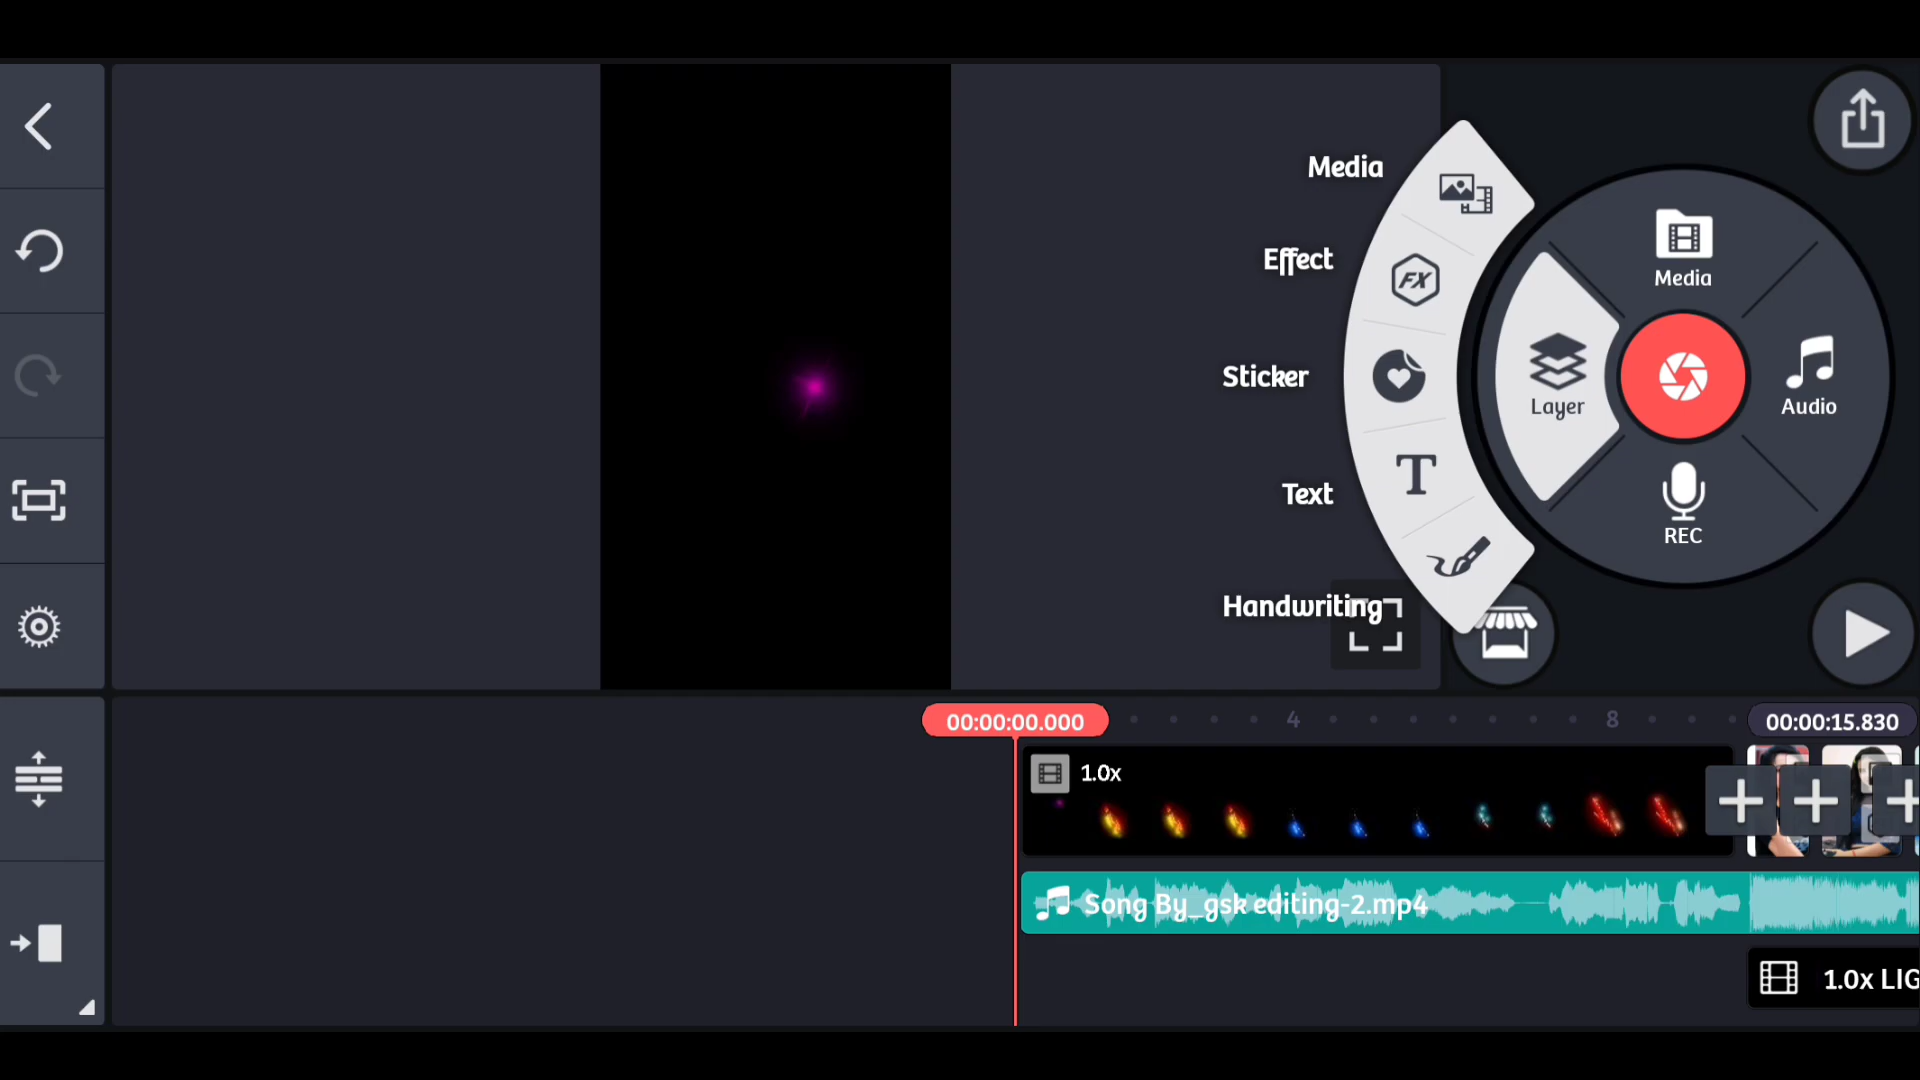 Media
Effect
Sticker
Text
Handwriting
FX
T
Media
Layer
Audio
REC
00:00:00.000
4
8
00:00:15.830
1.0x
Song By_gsk editing-2.mp4
1.0x LIG